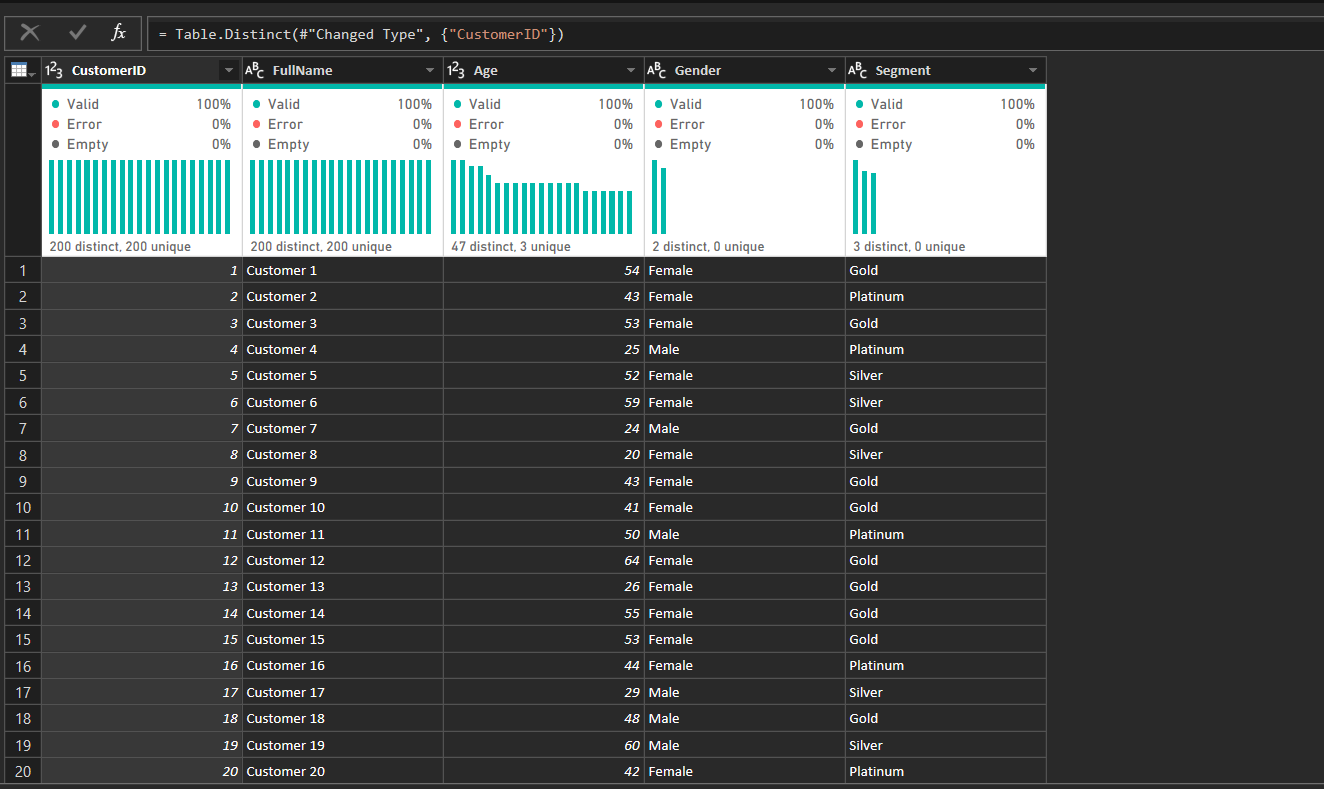 fx = Table.Distinct(#"Changed Type", {"CustomerID"})
1²3 CustomerID ABC FullName 1²3 Age ABC Gender ABC Segment
Valid 100% Valid 100% Valid 100% Valid 100% Valid 100%
Error 0% Error 0% Error 0% Error 0% Error 0%
Empty 0% Empty 0% Empty 0% Empty 0% Empty 0%
200 distinct, 200 unique 200 distinct, 200 unique 47 distinct, 3 unique 2 distinct, 0 unique 3 distinct, 0 unique
1 1 Customer 1 54 Female Gold
2 2 Customer 2 43 Female Platinum
3 3 Customer 3 53 Female Gold
4 4 Customer 4 25 Male Platinum
5 5 Customer 5 52 Female Silver
6 6 Customer 6 59 Female Silver
7 7 Customer 7 24 Male Gold
8 8 Customer 8 20 Female Silver
9 9 Customer 9 43 Female Gold
10 10 Customer 10 41 Female Gold
11 11 Customer 11 50 Male Platinum
12 12 Customer 12 64 Female Gold
13 13 Customer 13 26 Female Gold
14 14 Customer 14 55 Female Gold
15 15 Customer 15 53 Female Gold
16 16 Customer 16 44 Female Platinum
17 17 Customer 17 29 Male Silver
18 18 Customer 18 48 Male Gold
19 19 Customer 19 60 Male Silver
20 20 Customer 20 42 Female Platinum